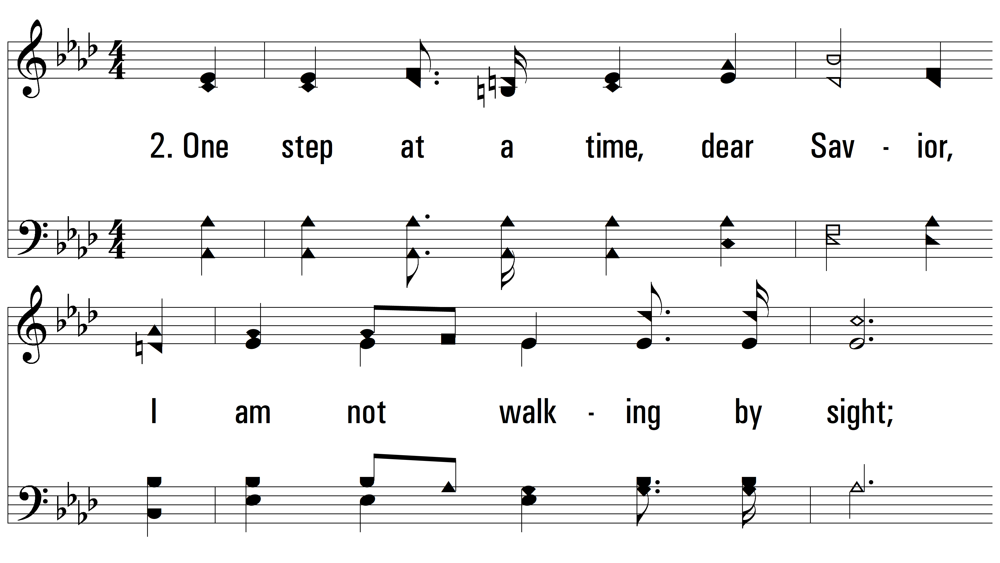 2. One step at a time, dear Sav - ior,
I am not walk - ing by sight;